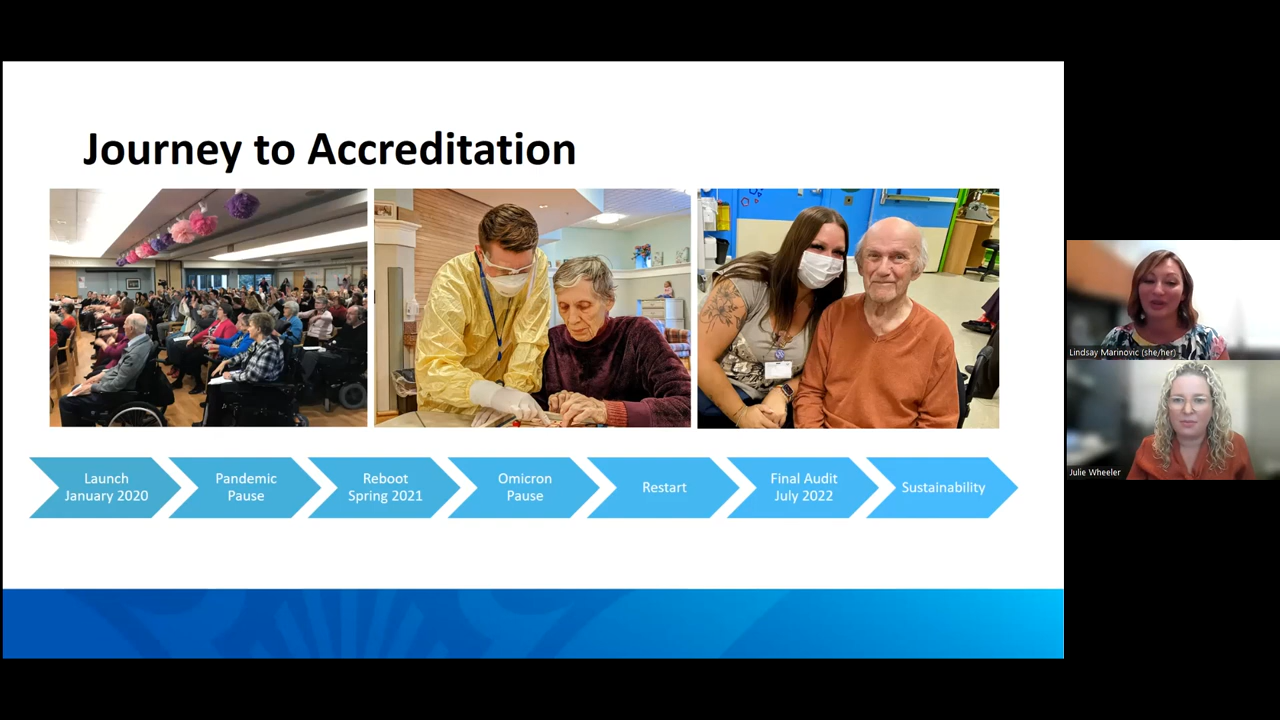 Journey to Accreditation
Launch
January 2020
Pandemic
Pause
Reboot
Spring 2021
Omicron
Pause
Restart
Final Audit
July 2022
Sustainability
Lindsay Marinovic (she/her)
Julie Wheeler